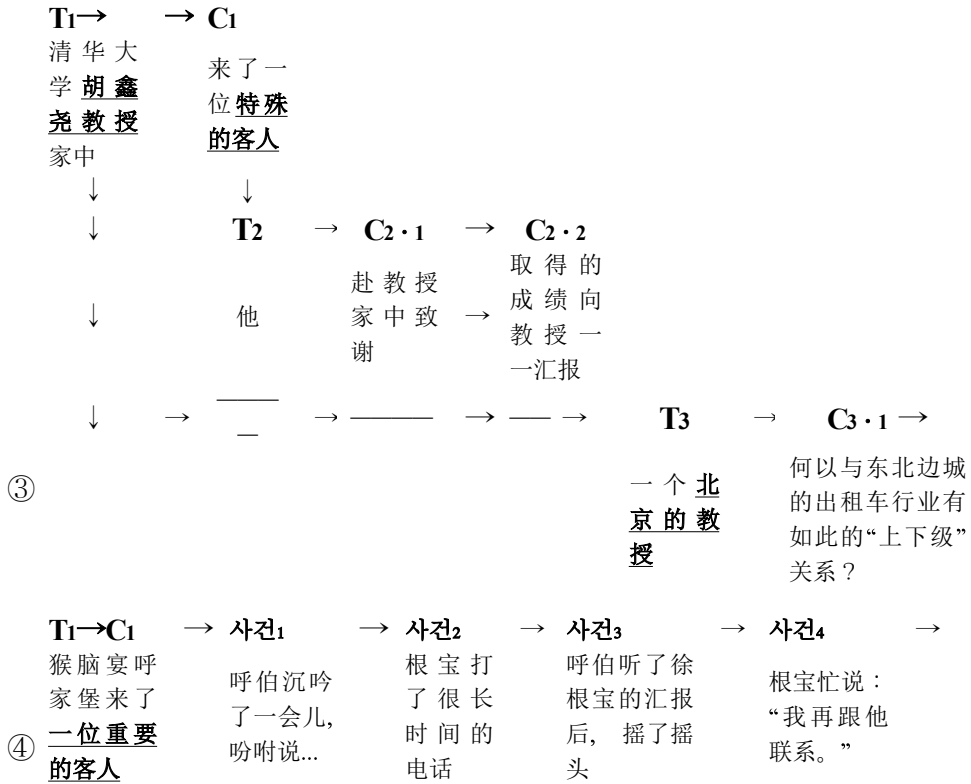 T1→ → C1
清华大
学胡鑫
尧教授
家中
来了一
位特殊
的客人
↓ ↓
↓ T2 → C2·1 → C2·2
↓ 他
赴教授
家中致
谢
→
取得的
成绩向
教授一
一汇报
↓ → —— — → ——— → — → T3 → C3·1 →
③
一个北
京的教
授
何以与东北边城
的出租车行业有
如此的“上下级”
关系？
T1→C1 → 사건1 → 사건2 → 사건3 → 사건4 →
④
猴脑宴呼
家堡来了
一位重要
的客人
呼伯沉吟
了一会儿,
吩咐说...
根宝打
了很长
时间的
电话
呼伯听了徐
根宝的汇报
后, 摇了摇
头
根宝忙说：
“我再跟他
联系。”